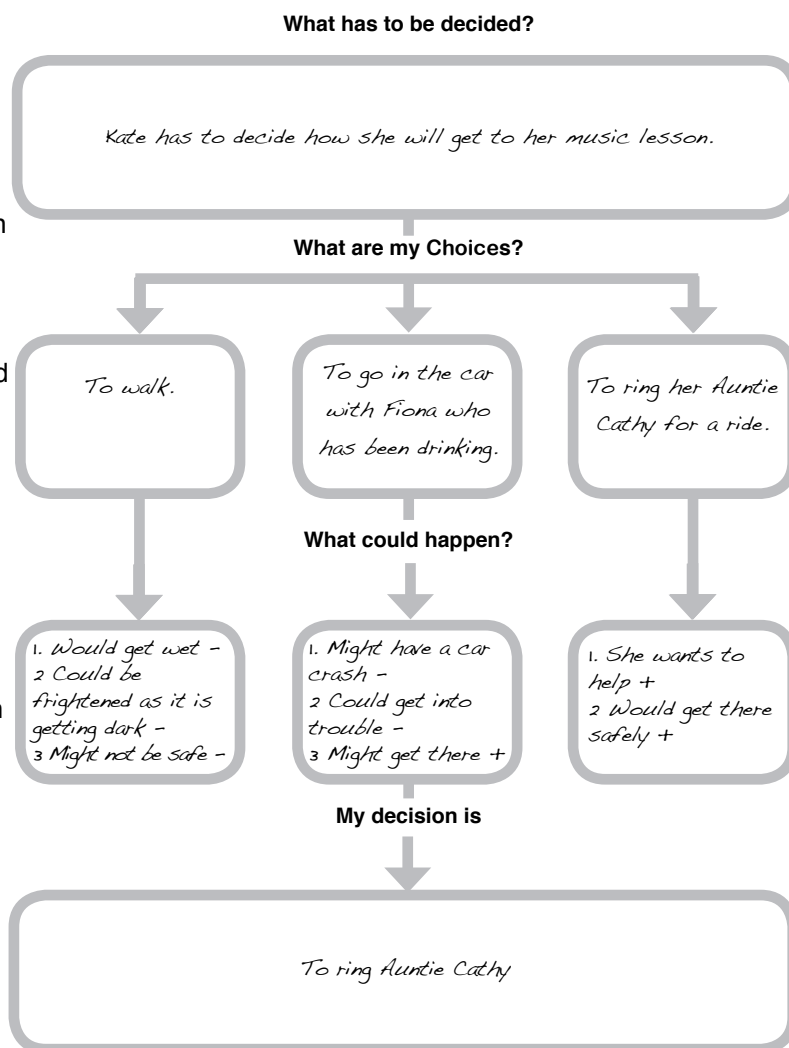 What has to be decided?
Kate has to decide how she will get to her music lesson.
What are my Choices?
To walk.
To go in the car
with Fiona who
has been drinking.
To ring her Auntie
Cathy for a ride.
What could happen?
1. Would get wet -
2 Could be
frightened as it is
getting dark -
3 Might not be safe -
1. Might have a car
crash -
2 Could get into
trouble -
3 Might get there +
1. She wants to
help +
2 Would get there
safely +
My decision is
To ring Auntie Cathy